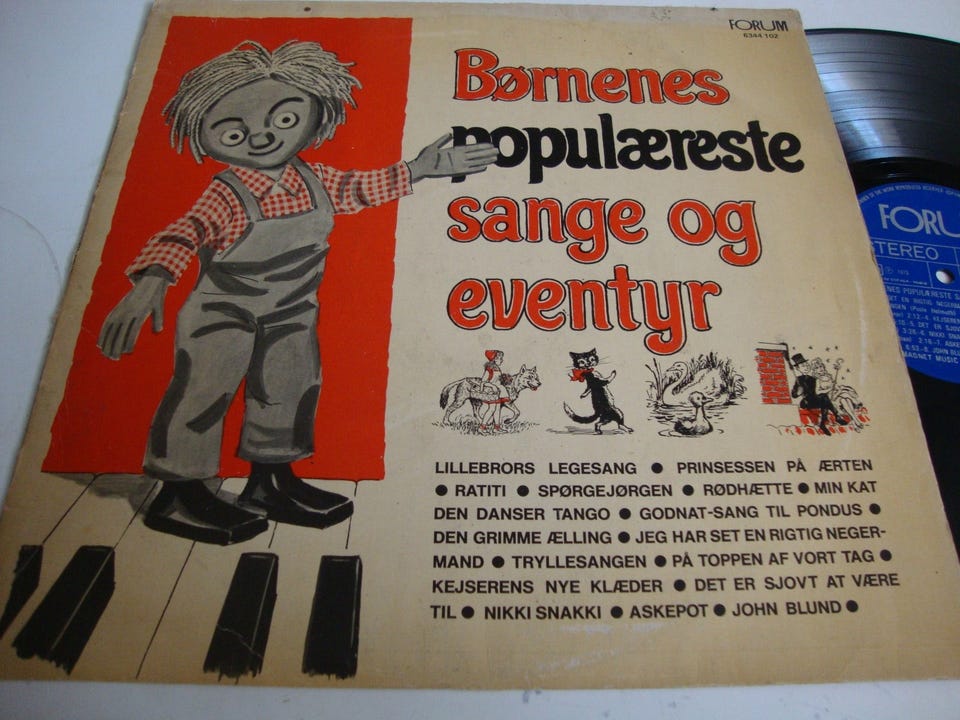 FORUM
6344 102
Børnenes
populæreste
sange og
eventyr
LILLEBRORS LEGESANG ● PRINSESSEN PÅ ÆRTEN
● RATITI ● SPØRGEJØRGEN ● RØDHÆTTE ● MIN KAT
DEN DANSER TANGO ● GODNAT-SANG TIL PONDUS ●
DEN GRIMME ÆLLING ● JEG HAR SET EN RIGTIG NEGER-
MAND ● TRYLLESANGEN ● PÅ TOPPEN AF VORT TAG ●
KEJSERENS NYE KLÆDER ● DET ER SJOVT AT VÆRE
TIL ● NIKKI SNAKKI ● ASKEPOT ● JOHN BLUND ●
FORU
STEREO